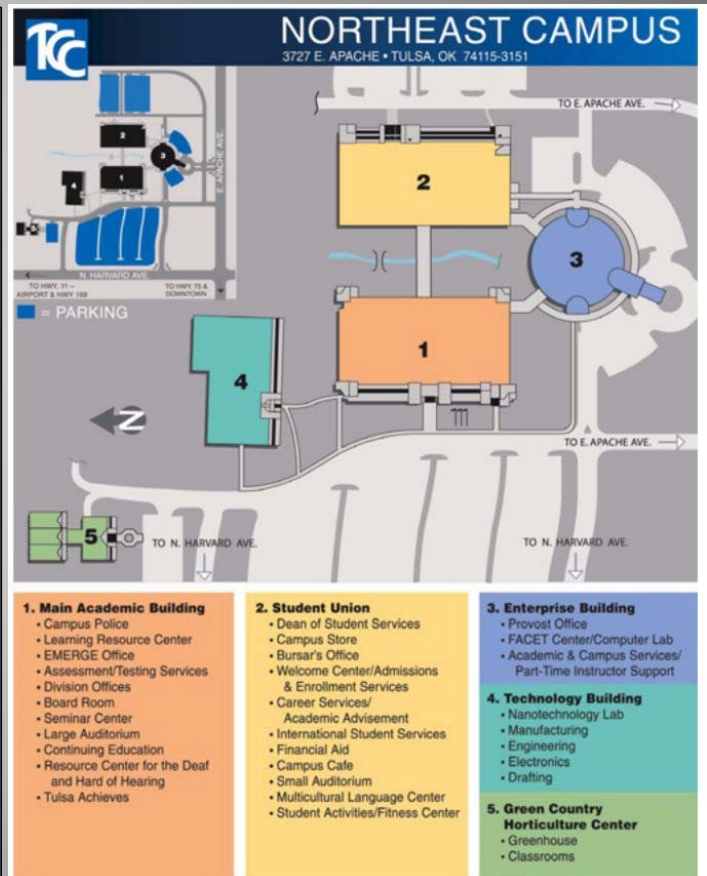 TCC
NORTHEAST CAMPUS
3727 E. APACHE • TULSA, OK 74115-3151
2
3
1
4
E. APACHE AVE.
N. HARVARD AVE.
TO HWY. 11 –
AIRPORT & HWY 169
TO HWY. 75 &
DOWNTOWN
= PARKING
TO E. APACHE AVE.
2
3
1
4
N
TO E. APACHE AVE.
5
TO N. HARVARD AVE.
TO N. HARVARD AVE.
1. Main Academic Building
• Campus Police
• Learning Resource Center
• EMERGE Office
• Assessment/Testing Services
• Division Offices
• Board Room
• Seminar Center
• Large Auditorium
• Continuing Education
• Resource Center for the Deaf
and Hard of Hearing
• Tulsa Achieves
2. Student Union
• Dean of Student Services
• Campus Store
• Bursar's Office
• Welcome Center/Admissions
& Enrollment Services
• Career Services/
Academic Advisement
• International Student Services
• Financial Aid
• Campus Cafe
• Small Auditorium
• Multicultural Language Center
• Student Activities/Fitness Center
3. Enterprise Building
• Provost Office
• FACET Center/Computer Lab
• Academic & Campus Services/
Part-Time Instructor Support
4. Technology Building
• Nanotechnology Lab
• Manufacturing
• Engineering
• Electronics
• Drafting
5. Green Country
Horticulture Center
• Greenhouse
• Classrooms